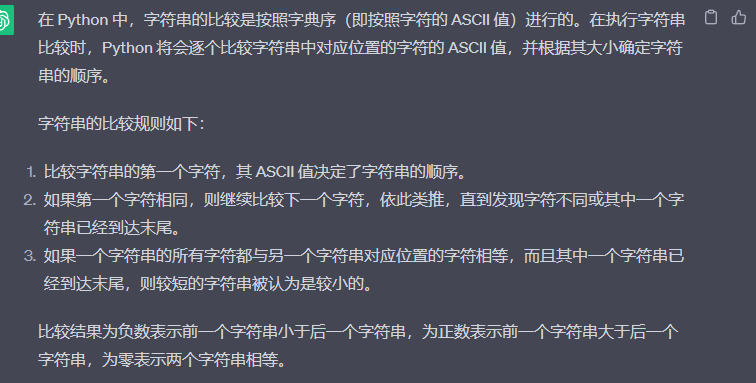 在 Python 中，字符串的比较是按照字典序（即按照字符的 ASCII 值）进行的。在执行字符串
比较时，Python 将会逐个比较字符串中对应位置的字符的 ASCII 值，并根据其大小确定字符
串的顺序。
字符串的比较规则如下：
1. 比较字符串的第一个字符，其 ASCII 值决定了字符串的顺序。
2. 如果第一个字符相同，则继续比较下一个字符，依此类推，直到发现字符不同或其中一个字
符串已经到达末尾。
3. 如果一个字符串的所有字符都与另一个字符串对应位置的字符相等，而且其中一个字符串已
经到达末尾，则较短的字符串被认为是较小的。
比较结果为负数表示前一个字符串小于后一个字符串，为正数表示前一个字符串大于后一个
字符串，为零表示两个字符串相等。